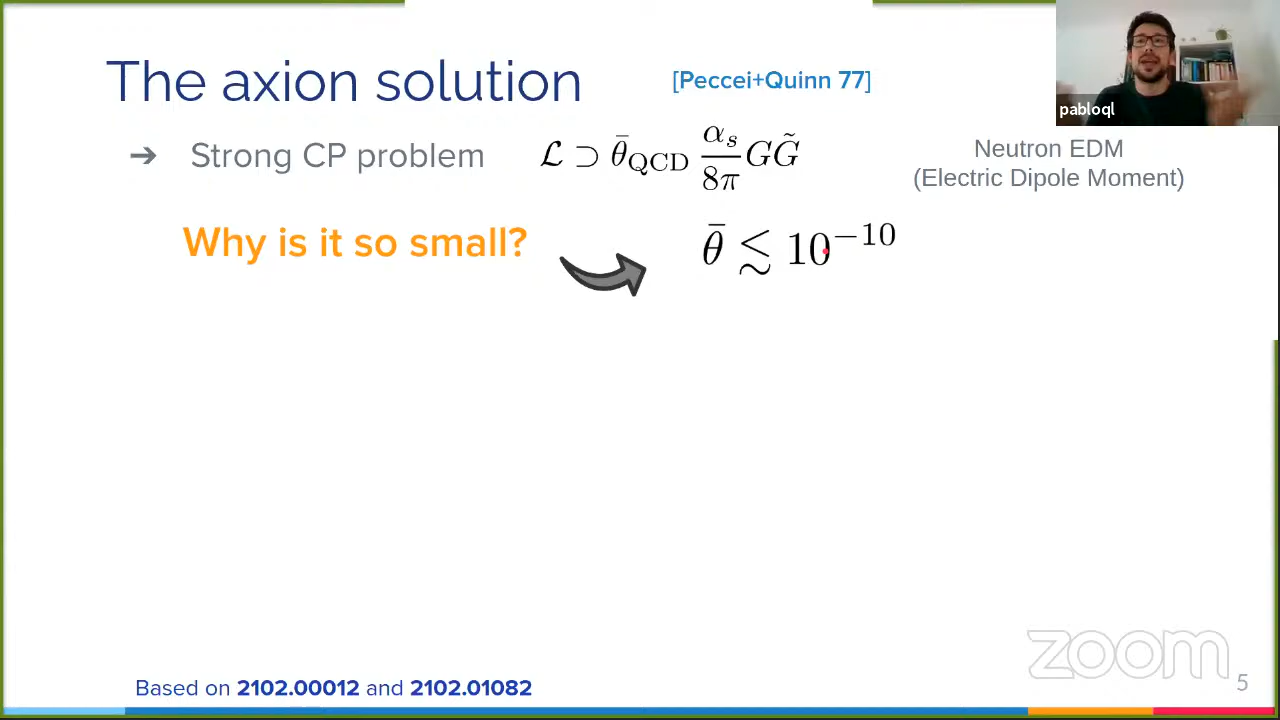 The axion solution
[Peccei+Quinn 77]
pabloql
➔ Strong CP problem
ℒ ⊃ θ̄_QCD α_s/8π GG̃
Neutron EDM
(Electric Dipole Moment)
Why is it so small?
θ̄ ≲ 10⁻¹⁰
zoom
Based on 2102.00012 and 2102.01082
5